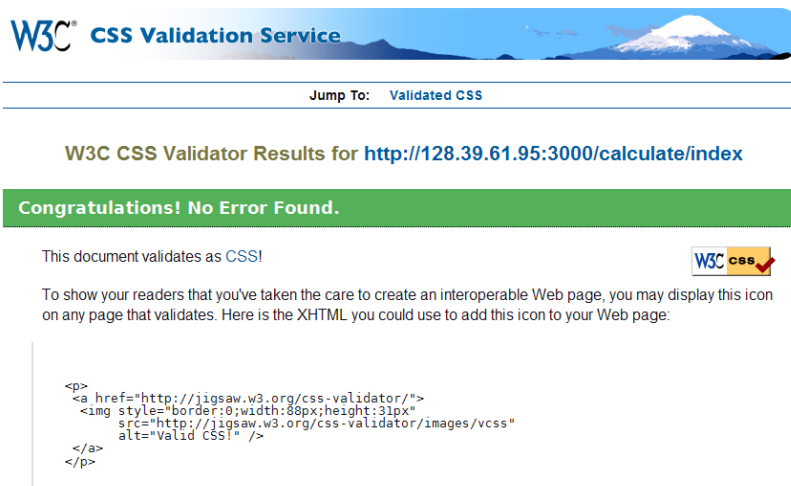 W3C® CSS Validation Service
Jump To: Validated CSS
W3C CSS Validator Results for http://128.39.61.95:3000/calculate/index
Congratulations! No Error Found.
This document validates as CSS!
W3C css
To show your readers that you've taken the care to create an interoperable Web page, you may display this icon
on any page that validates. Here is the XHTML you could use to add this icon to your Web page:
<p>
<a href="http://jigsaw.w3.org/css-validator/">
<img style="border:0;width:88px;height:31px"
src="http://jigsaw.w3.org/css-validator/images/vcss"
alt="Valid CSS!" />
</a>
</p>